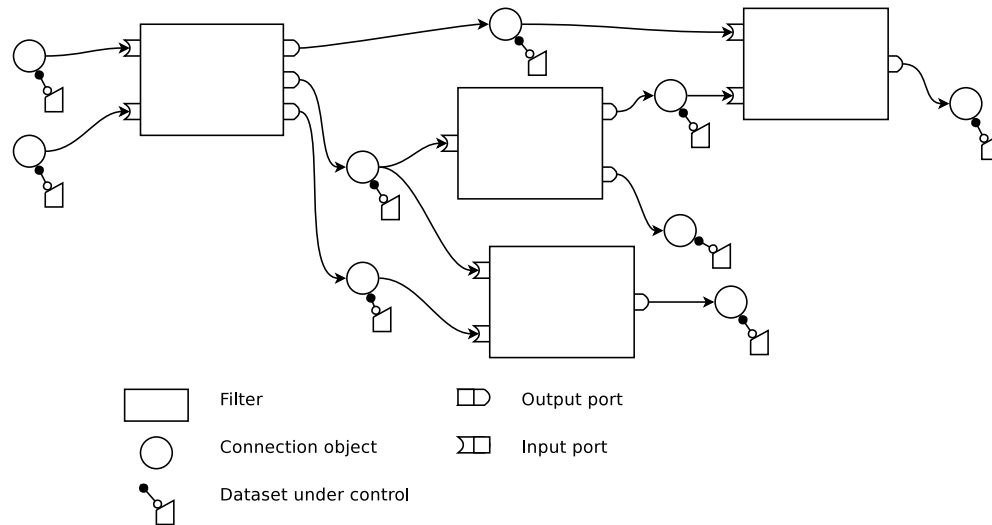 Filter
Connection object
Dataset under control
Output port
Input port